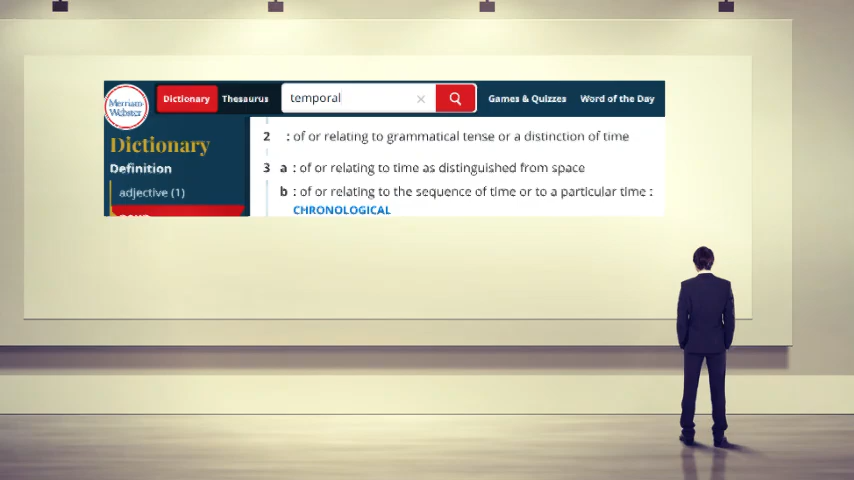 Merriam-
Webster
Dictionary Thesaurus temporal Games & Quizzes Word of the Day
Dictionary
Definition
adjective (1)
2 : of or relating to grammatical tense or a distinction of time
3 a : of or relating to time as distinguished from space
b : of or relating to the sequence of time or to a particular time :
CHRONOLOGICAL